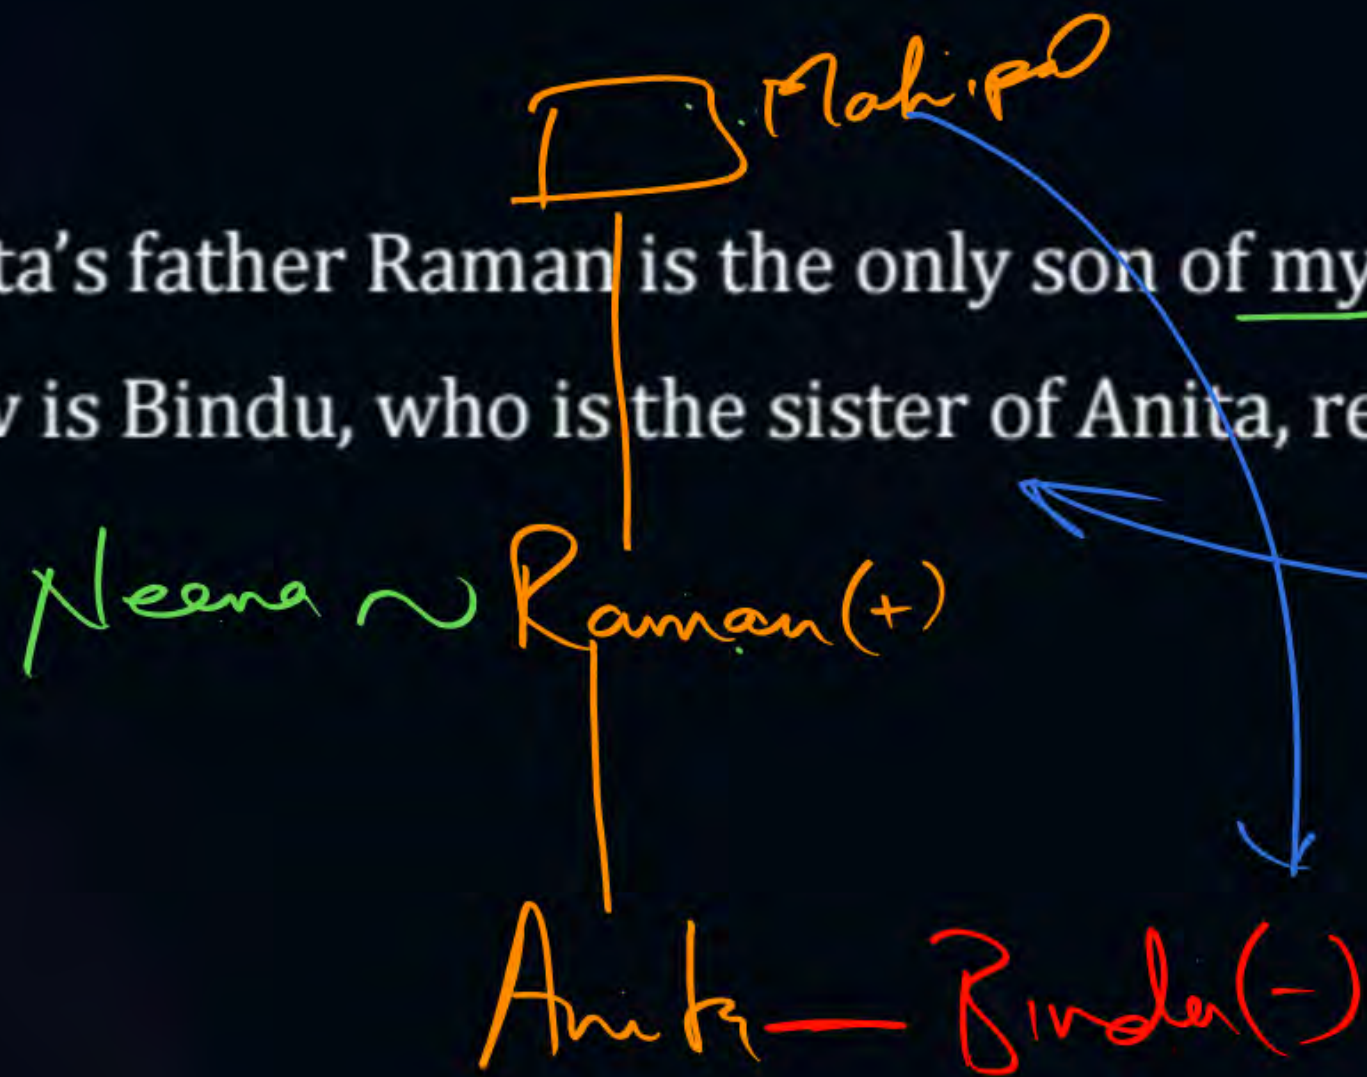 Mahipal
ta's father Raman is the only son of my
v is Bindu, who is the sister of Anita, re
Neena ~ Raman (+)
Anita — Bindu (-)